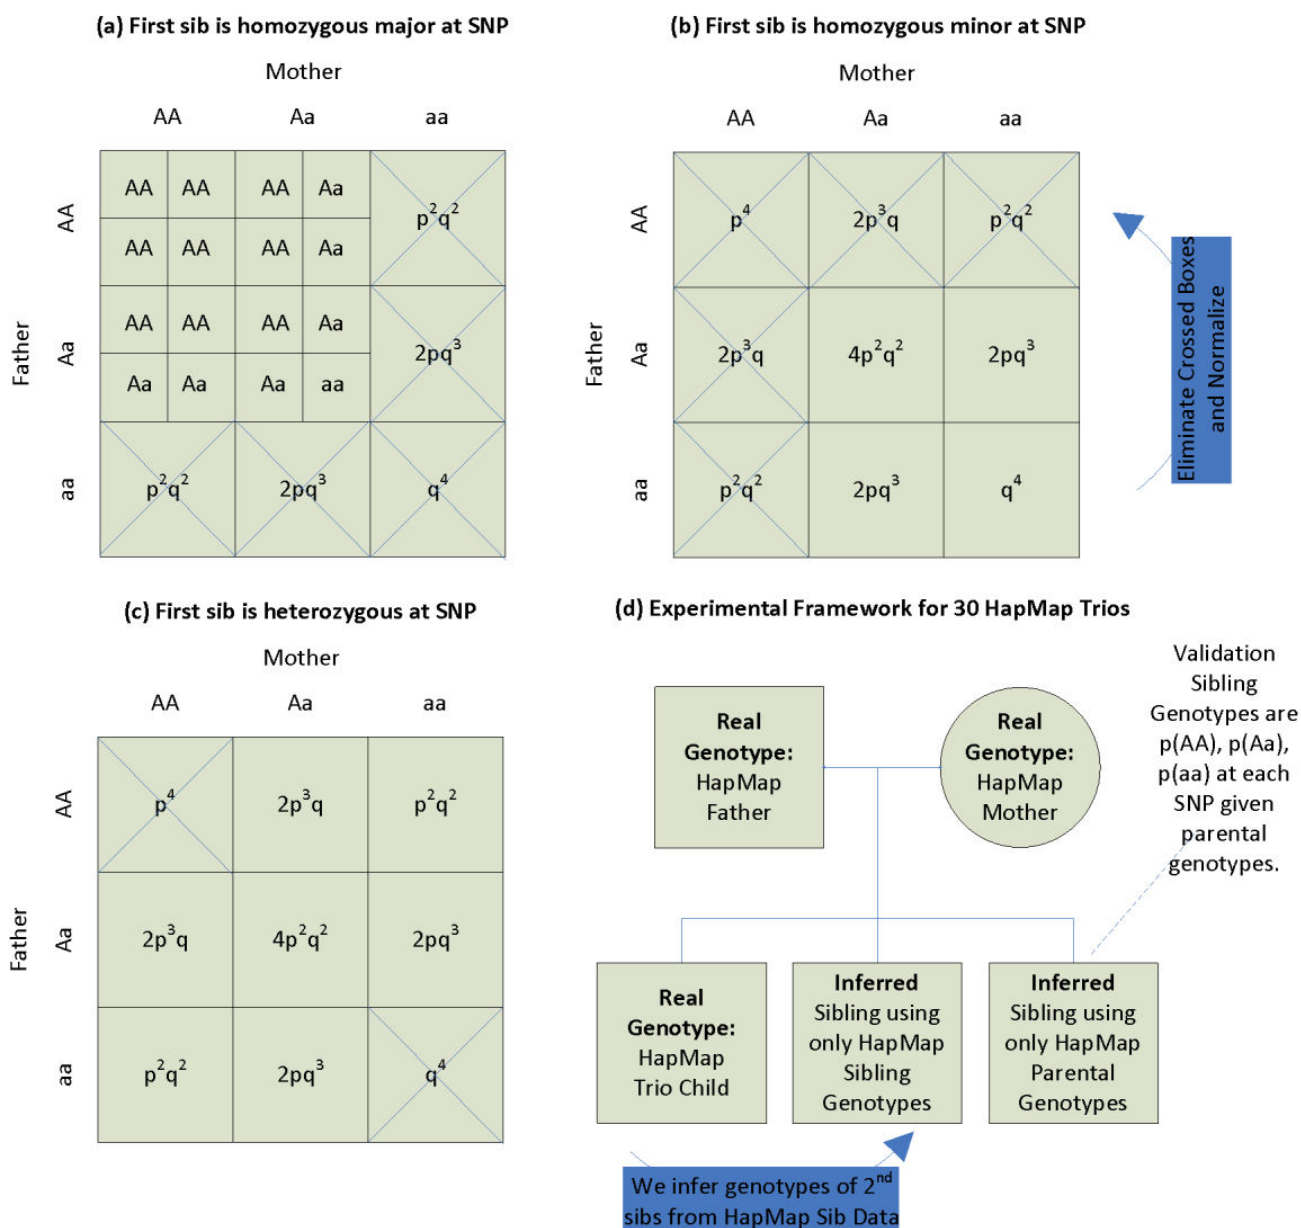 (a) First sib is homozygous major at SNP
Mother
AA Aa aa
Father
AA
AA AA AA Aa
p²q²
AA AA AA Aa
Aa
AA AA AA Aa
2pq³
Aa Aa Aa aa
aa
p²q² 2pq³ q⁴
(b) First sib is homozygous minor at SNP
Mother
AA Aa aa
Father
AA
p⁴ 2p³q p²q²
Aa
2p³q 4p²q² 2pq³
aa
p²q² 2pq³ q⁴
Eliminate Crossed Boxes
and Normalize
(c) First sib is heterozygous at SNP
Mother
AA Aa aa
Father
AA
p⁴ 2p³q p²q²
Aa
2p³q 4p²q² 2pq³
aa
p²q² 2pq³ q⁴
(d) Experimental Framework for 30 HapMap Trios
Real
Genotype:
HapMap
Father
Real
Genotype:
HapMap
Mother
Validation
Sibling
Genotypes are
p(AA), p(Aa),
p(aa) at each
SNP given
parental
genotypes.
Real
Genotype:
HapMap
Trio Child
Inferred
Sibling using
only HapMap
Sibling
Genotypes
Inferred
Sibling using
only HapMap
Parental
Genotypes
We infer genotypes of 2ⁿᵈ
sibs from HapMap Sib Data